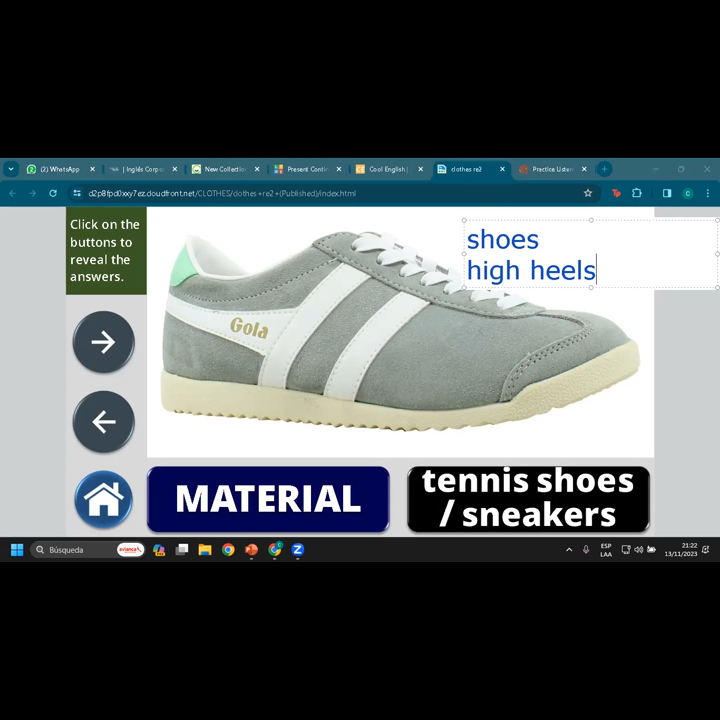 (2) WhatsApp
Inglés Corpo
New Collectio
Present Contin
Cool English |
clothes re2
Practice Listen
d2p8fpd0xxy7ez.cloudfront.net/CLOTHES/clothes+re2+(Published)/index.html
C
Click on the
buttons to
reveal the
answers.
shoes
high heels
Gola
MATERIAL
tennis shoes
/ sneakers
Búsqueda
avianca
ESP
LAA
21:22
13/11/2023